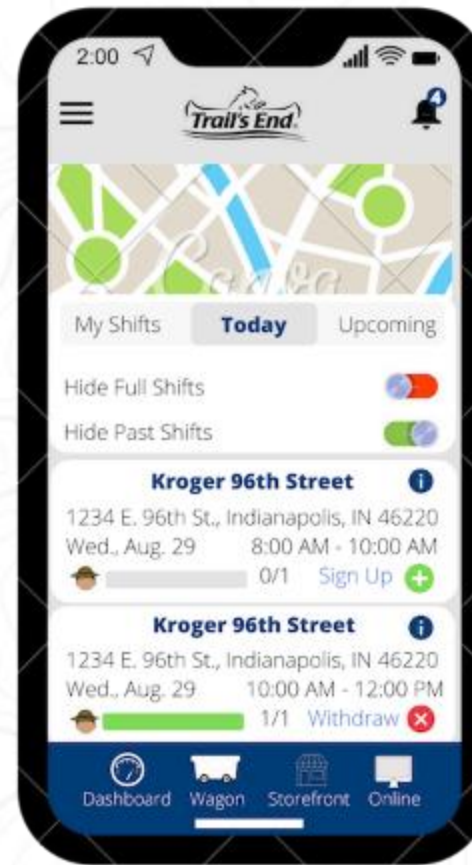 2:00
4
Trail's End
Canva
My Shifts Today Upcoming
Hide Full Shifts
Hide Past Shifts
Kroger 96th Street i
1234 E. 96th St., Indianapolis, IN 46220
Wed., Aug. 29 8:00 AM - 10:00 AM
0/1 Sign Up +
Kroger 96th Street i
1234 E. 96th St., Indianapolis, IN 46220
Wed., Aug. 29 10:00 AM - 12:00 PM
1/1 Withdraw
Dashboard Wagon Storefront Online